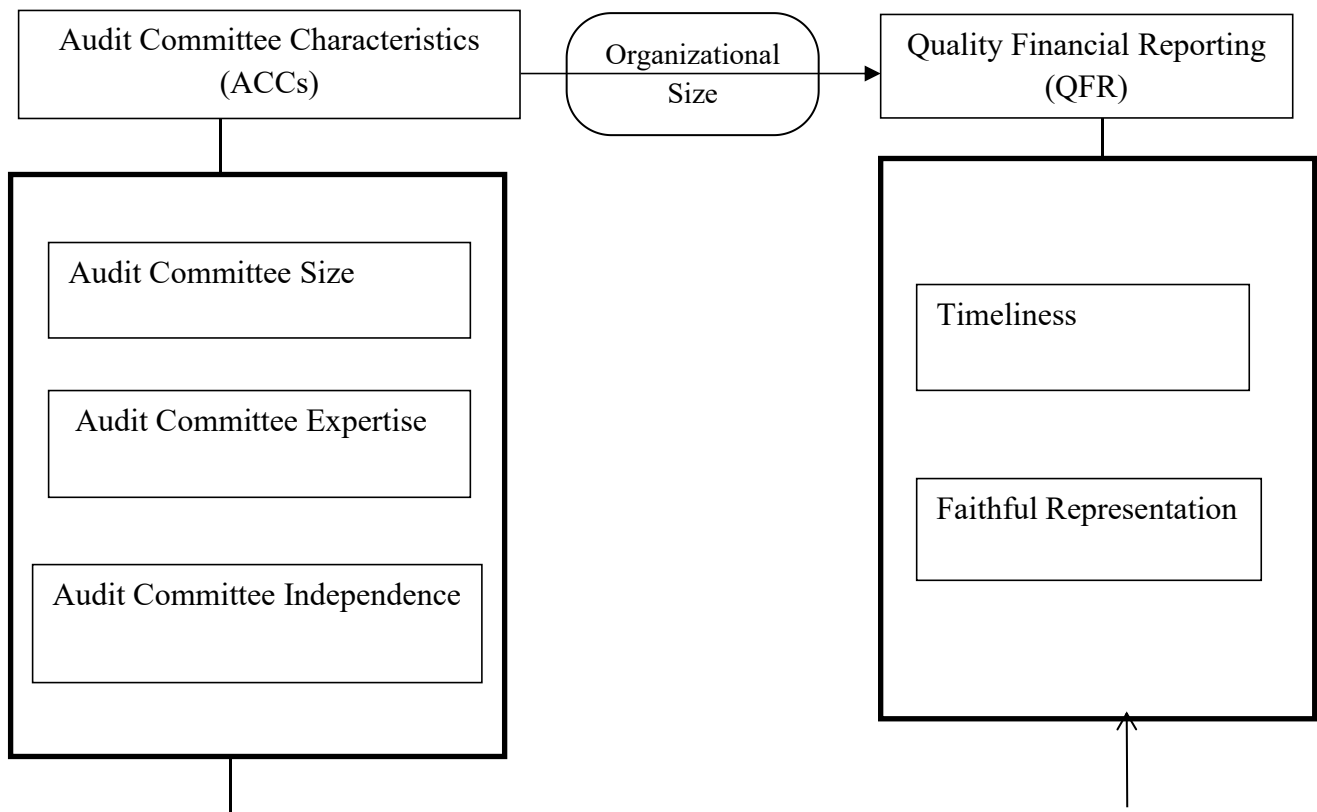 Audit Committee Characteristics
(ACCs)
Organizational
Size
Quality Financial Reporting
(QFR)
Audit Committee Size
Audit Committee Expertise
Audit Committee Independence
Timeliness
Faithful Representation